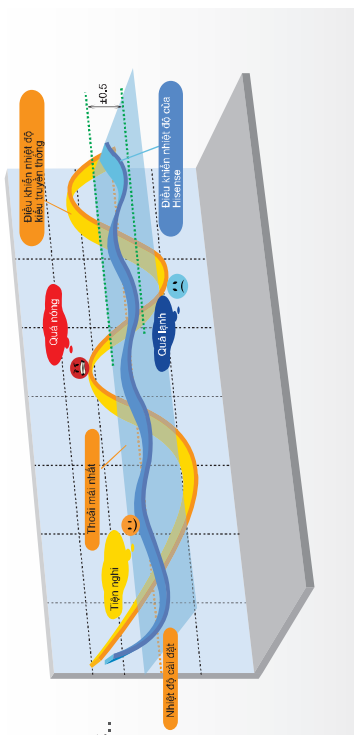 Điều khiển nhiệt độ
kiểu truyền thống
±0.5
Điều khiển nhiệt độ của
Hisense
Quá nóng
Quá lạnh
Thoải mái nhất
Tiện nghi
Nhiệt độ cài đặt
...